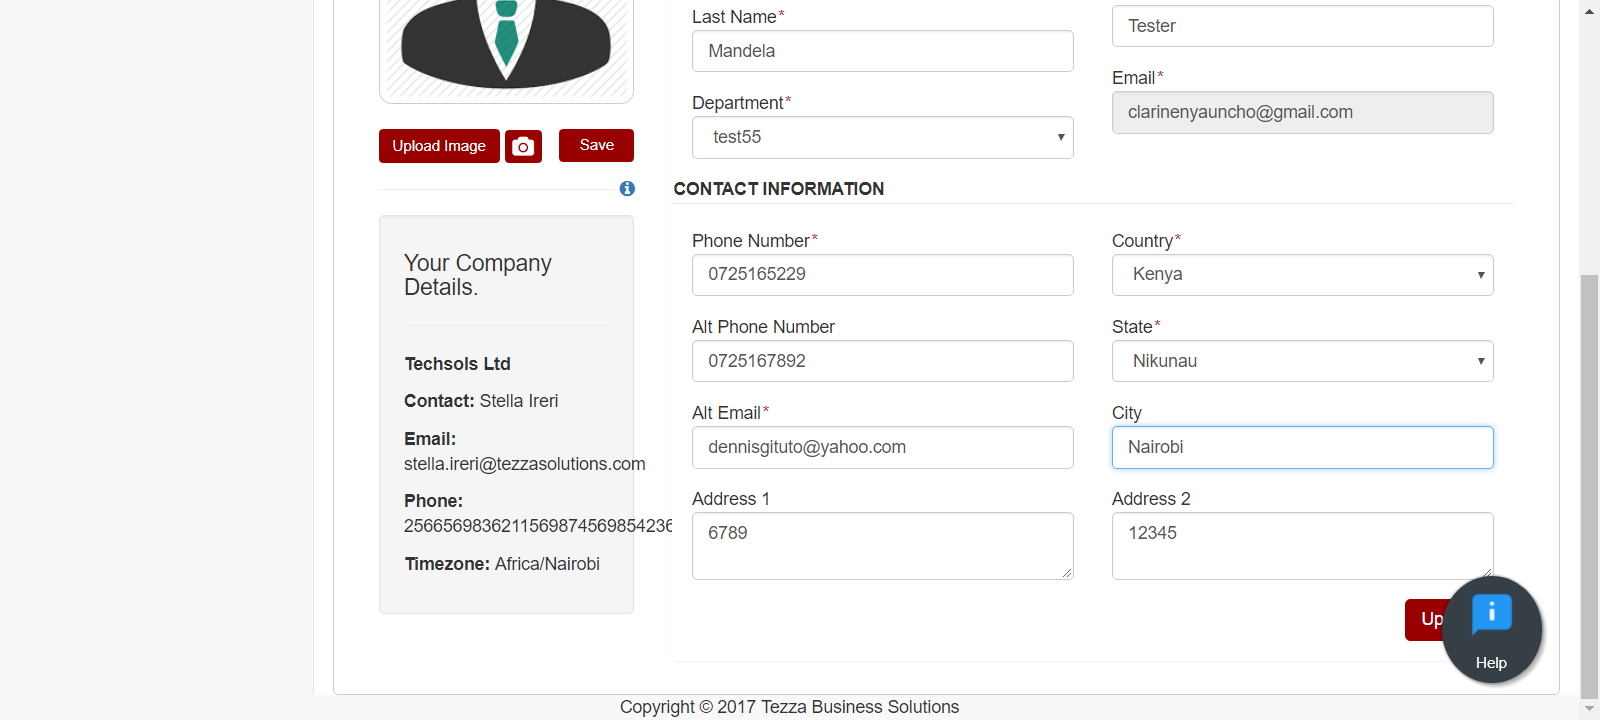 Last Name*
Mandela
Tester
Email*
clarinenyauncho@gmail.com
Department*
test55
Upload Image
Save
CONTACT INFORMATION
Your Company
Details.
Techsols Ltd
Contact: Stella Ireri
Email:
stella.ireri@tezzasolutions.com
Phone:
2566569836211569874569854236
Timezone: Africa/Nairobi
Phone Number*
0725165229
Country*
Kenya
Alt Phone Number
0725167892
State*
Nikunau
Alt Email*
dennisgituto@yahoo.com
City
Nairobi
Address 1
6789
Address 2
12345
Up
Help
Copyright © 2017 Tezza Business Solutions